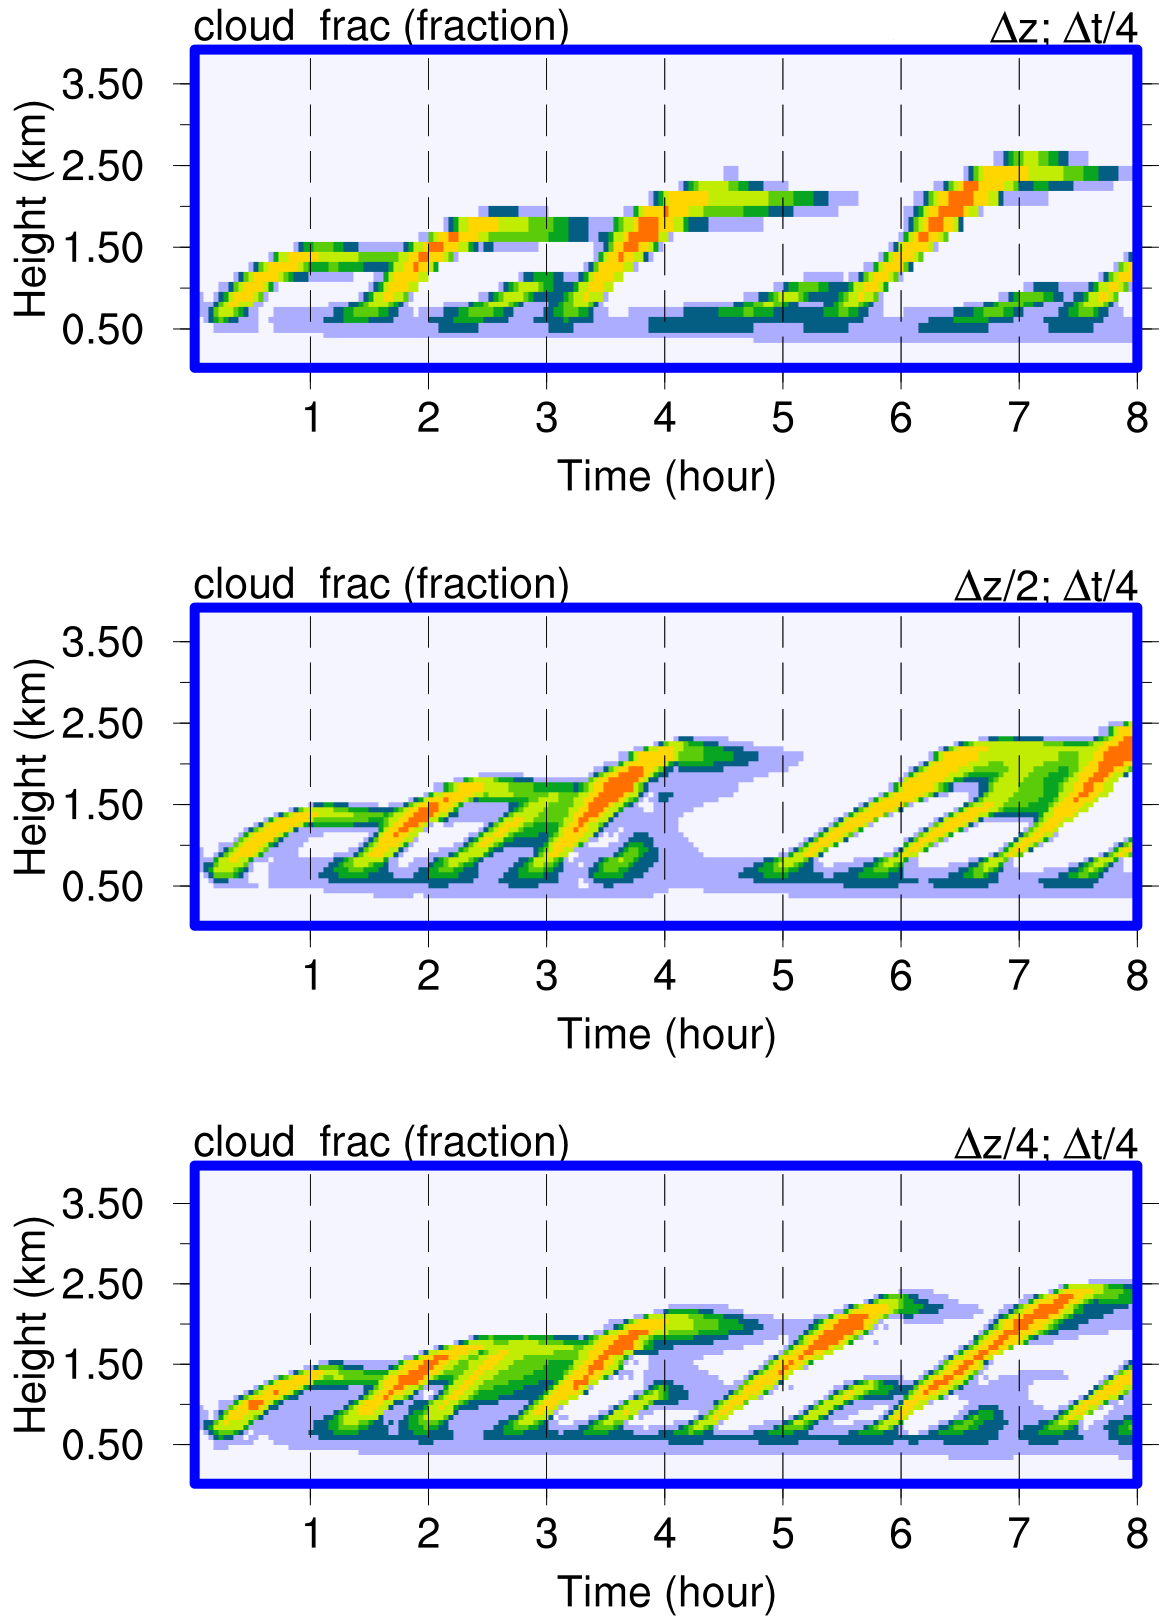 cloud  frac (fraction) Δz; Δt/4
3.50
2.50
1.50
0.50
Height (km)
1 2 3 4 5 6 7 8
Time (hour)
cloud  frac (fraction) Δz/2; Δt/4
3.50
2.50
1.50
0.50
Height (km)
1 2 3 4 5 6 7 8
Time (hour)
cloud  frac (fraction) Δz/4; Δt/4
3.50
2.50
1.50
0.50
Height (km)
1 2 3 4 5 6 7 8
Time (hour)